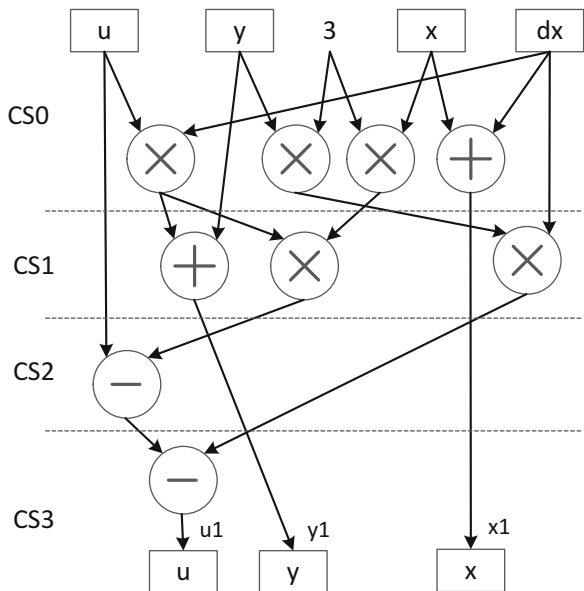 u y 3 x dx
CS0
× × × +
CS1
+ × ×
CS2
−
CS3
−
u1 y1 x1
u y x